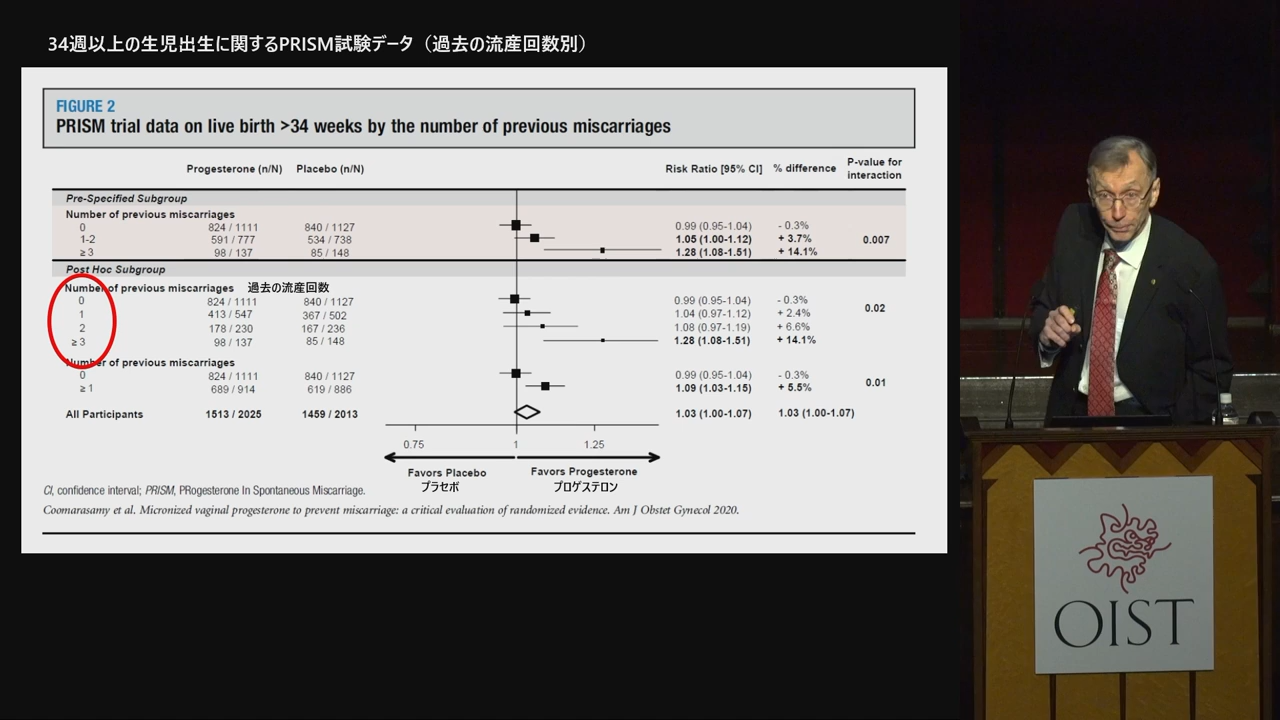 34週以上の生児出生に関するPRISM試験データ（過去の流産回数別）
FIGURE 2
PRISM trial data on live birth >34 weeks by the number of previous miscarriages
Progesterone (n/N) Placebo (n/N) Risk Ratio [95% CI] % difference P-value for interaction
Pre-Specified Subgroup
Number of previous miscarriages
0 824 / 1111 840 / 1127 0.99 (0.95-1.04) - 0.3%
1-2 591 / 777 534 / 738 1.05 (1.00-1.12) + 3.7% 0.007
≥ 3 98 / 137 85 / 148 1.28 (1.08-1.51) + 14.1%
Post Hoc Subgroup
Number of previous miscarriages 過去の流産回数
0 824 / 1111 840 / 1127 0.99 (0.95-1.04) - 0.3% 0.02
1 413 / 547 367 / 502 1.04 (0.97-1.12) + 2.4%
2 178 / 230 167 / 236 1.08 (0.97-1.19) + 6.6%
≥ 3 98 / 137 85 / 148 1.28 (1.08-1.51) + 14.1%
Number of previous miscarriages
0 824 / 1111 840 / 1127 0.99 (0.95-1.04) - 0.3% 0.01
≥ 1 689 / 914 619 / 886 1.09 (1.03-1.15) + 5.5%
All Participants 1513 / 2025 1459 / 2013 1.03 (1.00-1.07) 1.03 (1.00-1.07)
0.75 1 1.25
Favors Placebo Favors Progesterone
プラセボ プロゲステロン
CI, confidence interval; PRISM, PRogesterone In Spontaneous Miscarriage.
Coomarasamy et al. Micronized vaginal progesterone to prevent miscarriage: a critical evaluation of randomized evidence. Am J Obstet Gynecol 2020.
OIST